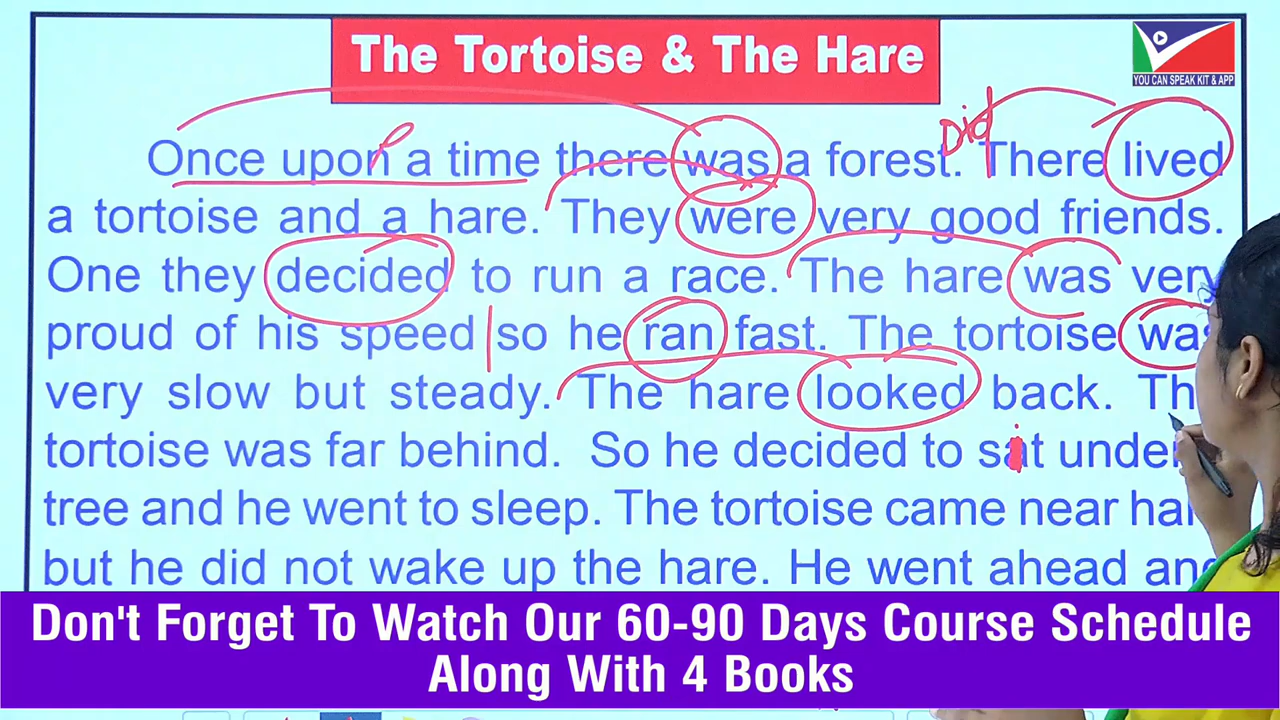 The Tortoise & The Hare
YOU CAN SPEAK KIT & APP
Did
Once upon a time there was a forest. There lived
a tortoise and a hare. They were very good friends.
One they decided to run a race. The hare was very
proud of his speed so he ran fast. The tortoise was
very slow but steady. The hare looked back. Th
tortoise was far behind. So he decided to sit under
tree and he went to sleep. The tortoise came near har
but he did not wake up the hare. He went ahead and
Don't Forget To Watch Our 60-90 Days Course Schedule
Along With 4 Books